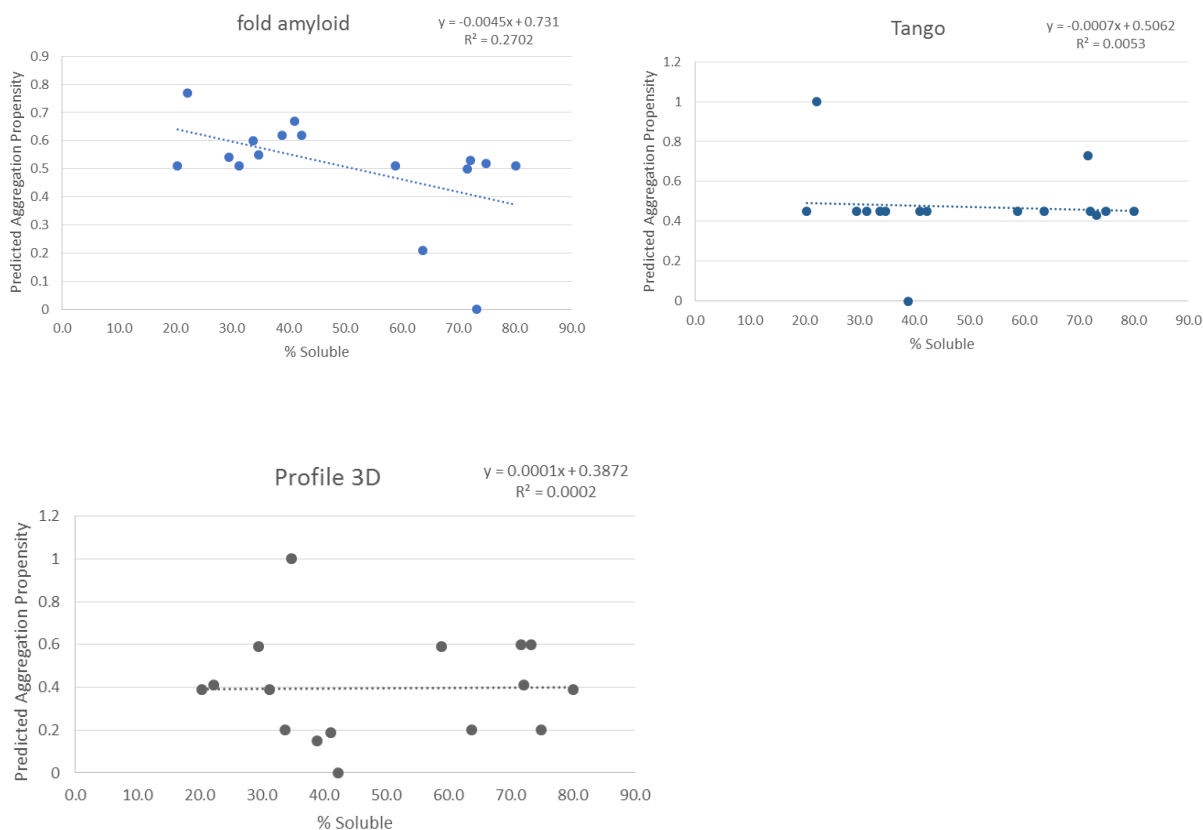 fold amyloid
y = -0.0045x + 0.731
R² = 0.2702
Predicted Aggregation Propensity
0.9
0.8
0.7
0.6
0.5
0.4
0.3
0.2
0.1
0
0.0 10.0 20.0 30.0 40.0 50.0 60.0 70.0 80.0 90.0
% Soluble
Tango
y = -0.0007x + 0.5062
R² = 0.0053
Predicted Aggregation Propensity
1.2
1
0.8
0.6
0.4
0.2
0
0.0 10.0 20.0 30.0 40.0 50.0 60.0 70.0 80.0 90.0
% Soluble
Profile 3D
y = 0.0001x + 0.3872
R² = 0.0002
Predicted Aggregation Propensity
1.2
1
0.8
0.6
0.4
0.2
0
0.0 10.0 20.0 30.0 40.0 50.0 60.0 70.0 80.0 90.0
% Soluble